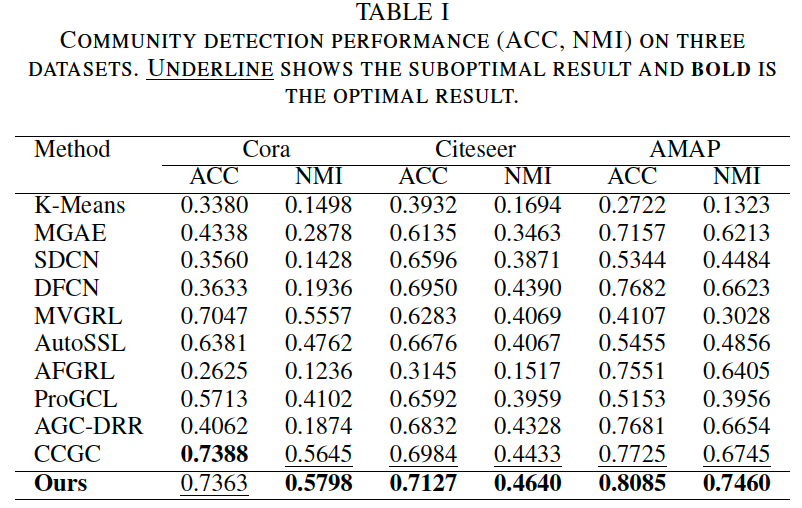 TABLE I
COMMUNITY DETECTION PERFORMANCE (ACC, NMI) ON THREE
DATASETS. UNDERLINE SHOWS THE SUBOPTIMAL RESULT AND BOLD IS
THE OPTIMAL RESULT.
Method Cora Citeseer AMAP
ACC NMI ACC NMI ACC NMI
K-Means 0.3380 0.1498 0.3932 0.1694 0.2722 0.1323
MGAE 0.4338 0.2878 0.6135 0.3463 0.7157 0.6213
SDCN 0.3560 0.1428 0.6596 0.3871 0.5344 0.4484
DFCN 0.3633 0.1936 0.6950 0.4390 0.7682 0.6623
MVGRL 0.7047 0.5557 0.6283 0.4069 0.4107 0.3028
AutoSSL 0.6381 0.4762 0.6676 0.4067 0.5455 0.4856
AFGRL 0.2625 0.1236 0.3145 0.1517 0.7551 0.6405
ProGCL 0.5713 0.4102 0.6592 0.3959 0.5153 0.3956
AGC-DRR 0.4062 0.1874 0.6832 0.4328 0.7681 0.6654
CCGC 0.7388 0.5645 0.6984 0.4433 0.7725 0.6745
Ours 0.7363 0.5798 0.7127 0.4640 0.8085 0.7460